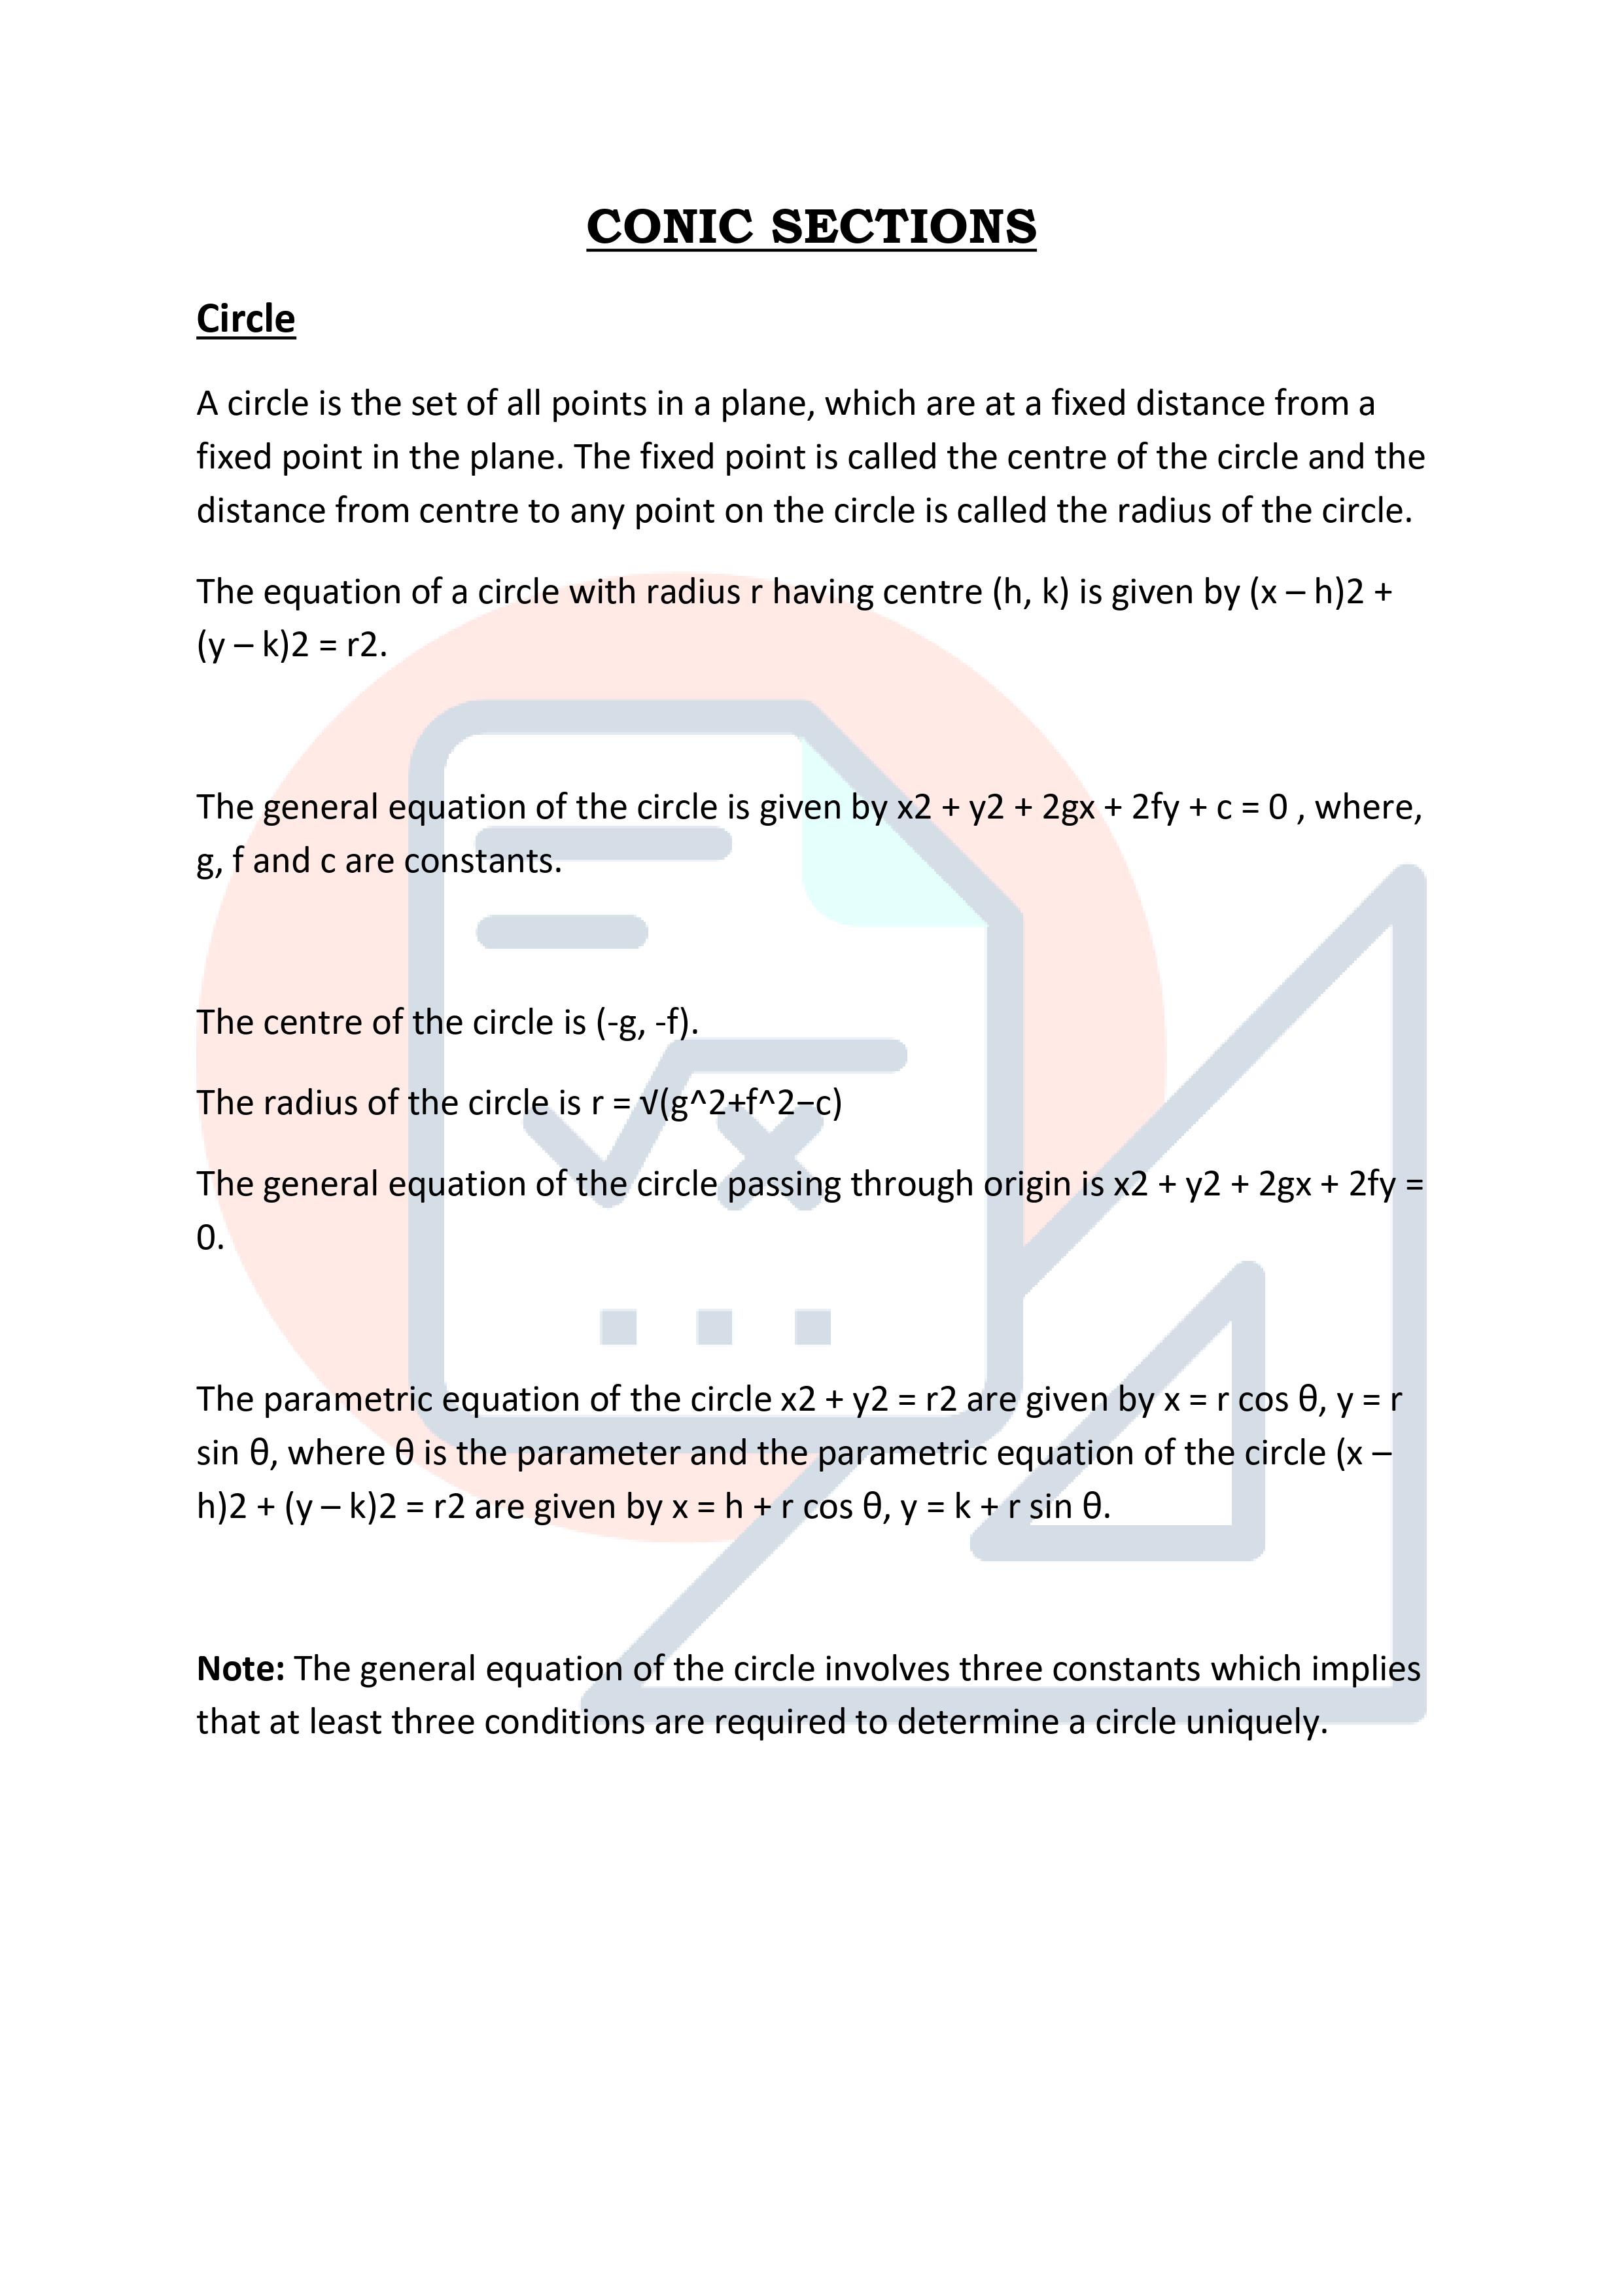 CONIC SECTIONS
Circle
A circle is the set of all points in a plane, which are at a fixed distance from a
fixed point in the plane. The fixed point is called the centre of the circle and the
distance from centre to any point on the circle is called the radius of the circle.
The equation of a circle with radius r having centre (h, k) is given by (x – h)2 +
(y – k)2 = r2.
The general equation of the circle is given by x2 + y2 + 2gx + 2fy + c = 0 , where,
g, f and c are constants.
The centre of the circle is (-g, -f).
The radius of the circle is r = √(g^2+f^2−c)
The general equation of the circle passing through origin is x2 + y2 + 2gx + 2fy =
0.
The parametric equation of the circle x2 + y2 = r2 are given by x = r cos θ, y = r
sin θ, where θ is the parameter and the parametric equation of the circle (x –
h)2 + (y – k)2 = r2 are given by x = h + r cos θ, y = k + r sin θ.
Note: The general equation of the circle involves three constants which implies
that at least three conditions are required to determine a circle uniquely.